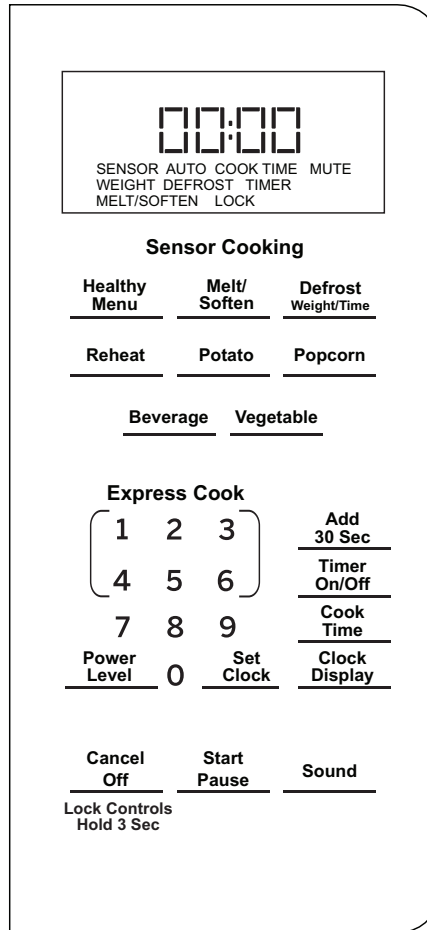 00:00
SENSOR AUTO COOK TIME MUTE
WEIGHT DEFROST TIMER
MELT/SOFTEN LOCK
Sensor Cooking
Healthy
Menu
Melt/
Soften
Defrost
Weight/Time
Reheat Potato Popcorn
Beverage Vegetable
Express Cook
1 2 3
Add
30 Sec
4 5 6
Timer
On/Off
7 8 9
Cook
Time
Power
Level
0
Set
Clock
Clock
Display
Cancel
Off
Start
Pause
Sound
Lock Controls
Hold 3 Sec